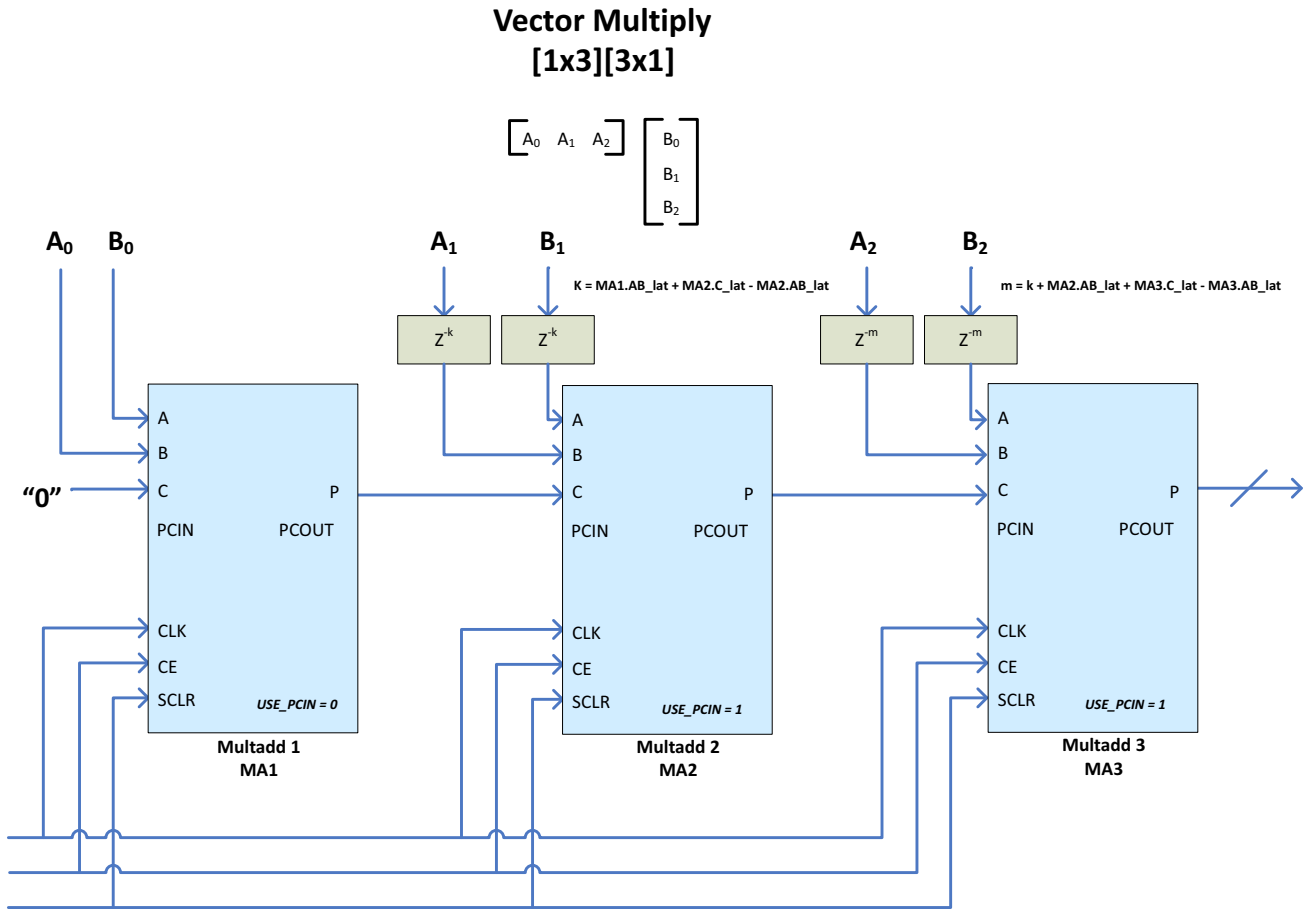 Vector Multiply
[1x3][3x1]
A₀ A₁ A₂ B₀
B₁
B₂
A₀ B₀ A₁ B₁ A₂ B₂
K = MA1.AB_lat + MA2.C_lat - MA2.AB_lat
m = k + MA2.AB_lat + MA3.C_lat - MA3.AB_lat
Z⁻ᵏ Z⁻ᵏ Z⁻ᵐ Z⁻ᵐ
A
B
“0” C P
PCIN PCOUT
CLK
CE
SCLR
USE_PCIN = 0
Multadd 1
MA1
A
B
C P
PCIN PCOUT
CLK
CE
SCLR
USE_PCIN = 1
Multadd 2
MA2
A
B
C P
PCIN PCOUT
CLK
CE
SCLR
USE_PCIN = 1
Multadd 3
MA3